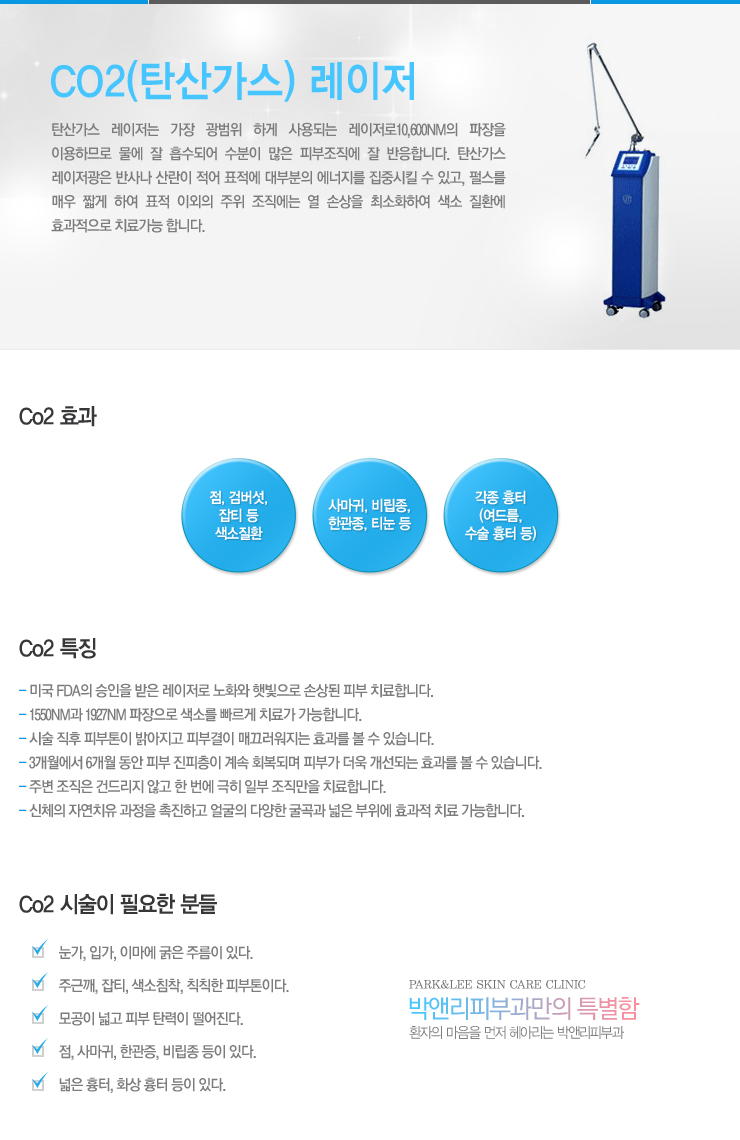 CO2(탄산가스) 레이저
탄산가스 레이저는 가장 광범위 하게 사용되는 레이저로10,600NM의 파장을
이용하므로 물에 잘 흡수되어 수분이 많은 피부조직에 잘 반응합니다. 탄산가스
레이저광은 반사나 산란이 적어 표적에 대부분의 에너지를 집중시킬 수 있고, 펄스를
매우 짧게 하여 표적 이외의 주위 조직에는 열 손상을 최소화하여 색소 질환에
효과적으로 치료가능 합니다.
Co2 효과
점, 검버섯,
잡티 등
색소질환
사마귀, 비립종,
한관종, 티눈 등
각종 흉터
(여드름,
수술 흉터 등)
Co2 특징
- 미국 FDA의 승인을 받은 레이저로 노화와 햇빛으로 손상된 피부 치료합니다.
- 1550NM과 1927NM 파장으로 색소를 빠르게 치료가 가능합니다.
- 시술 직후 피부톤이 밝아지고 피부결이 매끄러워지는 효과를 볼 수 있습니다.
- 3개월에서 6개월 동안 피부 진피층이 계속 회복되며 피부가 더욱 개선되는 효과를 볼 수 있습니다.
- 주변 조직은 건드리지 않고 한 번에 극히 일부 조직만을 치료합니다.
- 신체의 자연치유 과정을 촉진하고 얼굴의 다양한 굴곡과 넓은 부위에 효과적 치료 가능합니다.
Co2 시술이 필요한 분들
눈가, 입가, 이마에 굵은 주름이 있다.
주근깨, 잡티, 색소침착, 칙칙한 피부톤이다.
모공이 넓고 피부 탄력이 떨어진다.
점, 사마귀, 한관증, 비립종 등이 있다.
넓은 흉터, 화상 흉터 등이 있다.
PARK&LEE SKIN CARE CLINIC
박앤리피부과만의 특별함
환자의 마음을 먼저 헤아리는 박앤리피부과